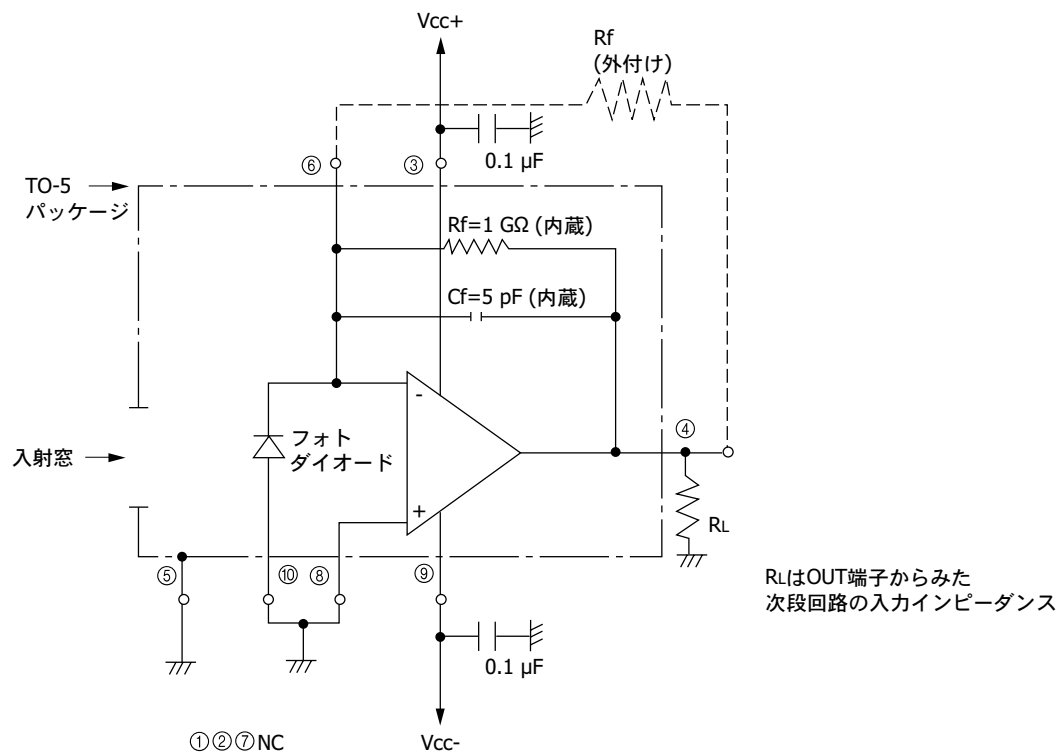 Vcc+
Rf
(外付け)
0.1 µF
⑥
③
TO-5
パッケージ
Rf=1 GΩ (内蔵)
Cf=5 pF (内蔵)
-
フォト
ダイオード
入射窓
④
+
RL
⑤
⑩
⑧
⑨
RLはOUT端子からみた
次段回路の入力インピーダンス
0.1 µF
①②⑦NC
Vcc-